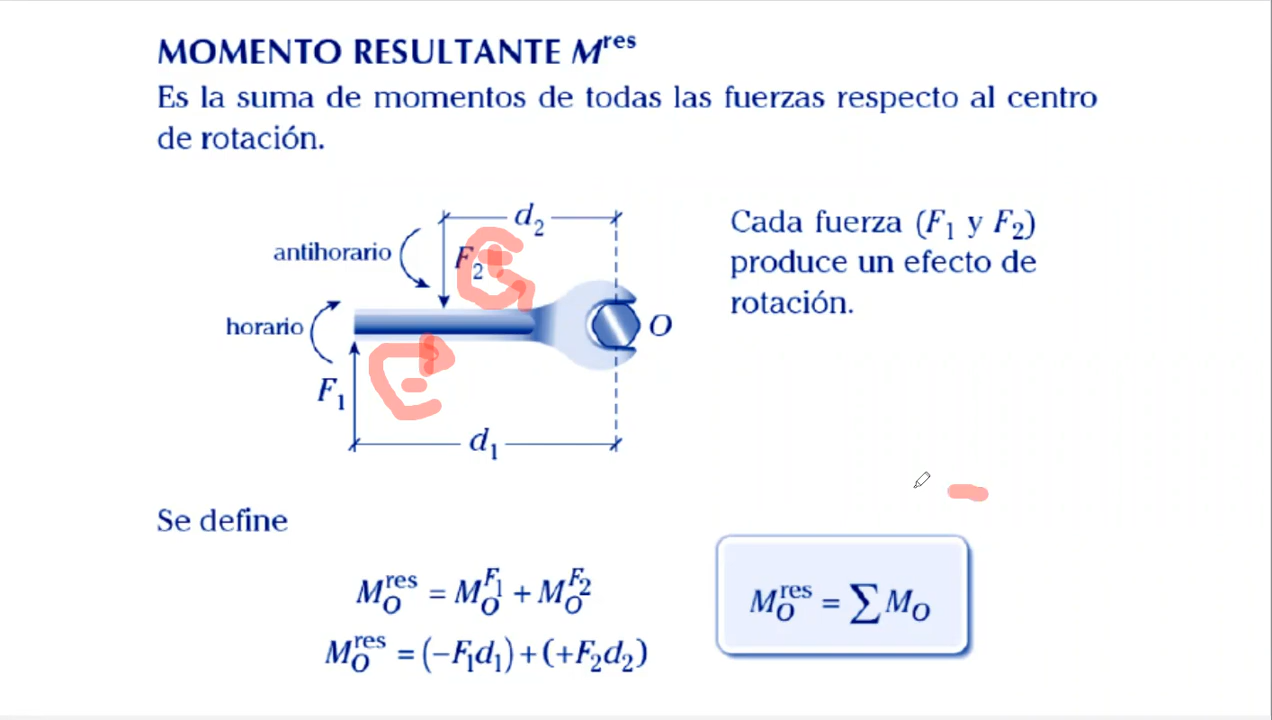 MOMENTO RESULTANTE M^res
Es la suma de momentos de todas las fuerzas respecto al centro
de rotación.
d₂
antihorario
F₂
horario
O
F₁
d₁
Cada fuerza (F₁ y F₂)
produce un efecto de
rotación.
Se define
M_O^res = M_O^F₁ + M_O^F₂
M_O^res = (−F₁d₁) + (+F₂d₂)
M_O^res = ∑ M_O